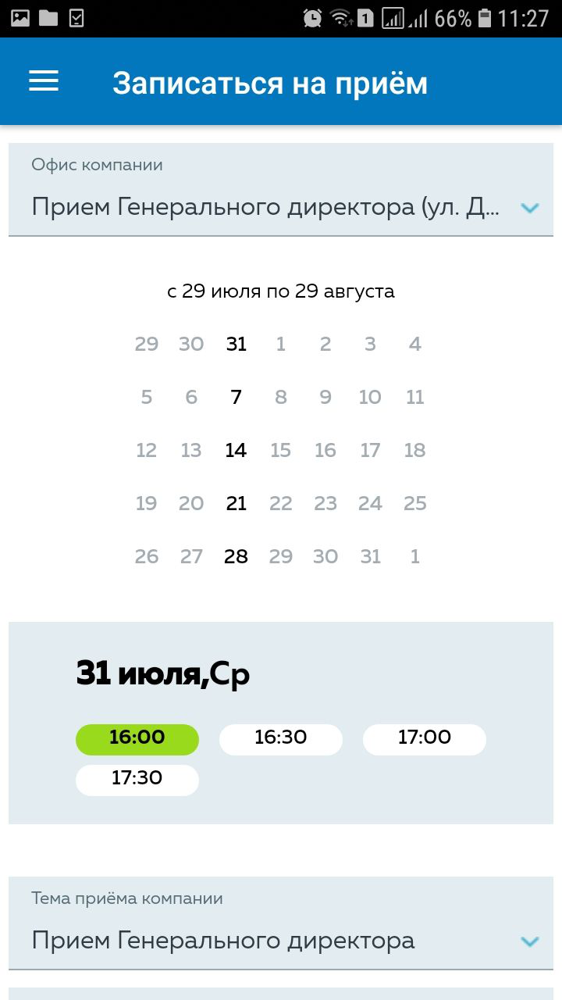 1 66% 11:27
Записаться на приём
Офис компании
Прием Генерального директора (ул. Д...
с 29 июля по 29 августа
29 30 31 1 2 3 4
5 6 7 8 9 10 11
12 13 14 15 16 17 18
19 20 21 22 23 24 25
26 27 28 29 30 31 1
31 июля,Ср
16:00 16:30 17:00
17:30
Тема приёма компании
Прием Генерального директора